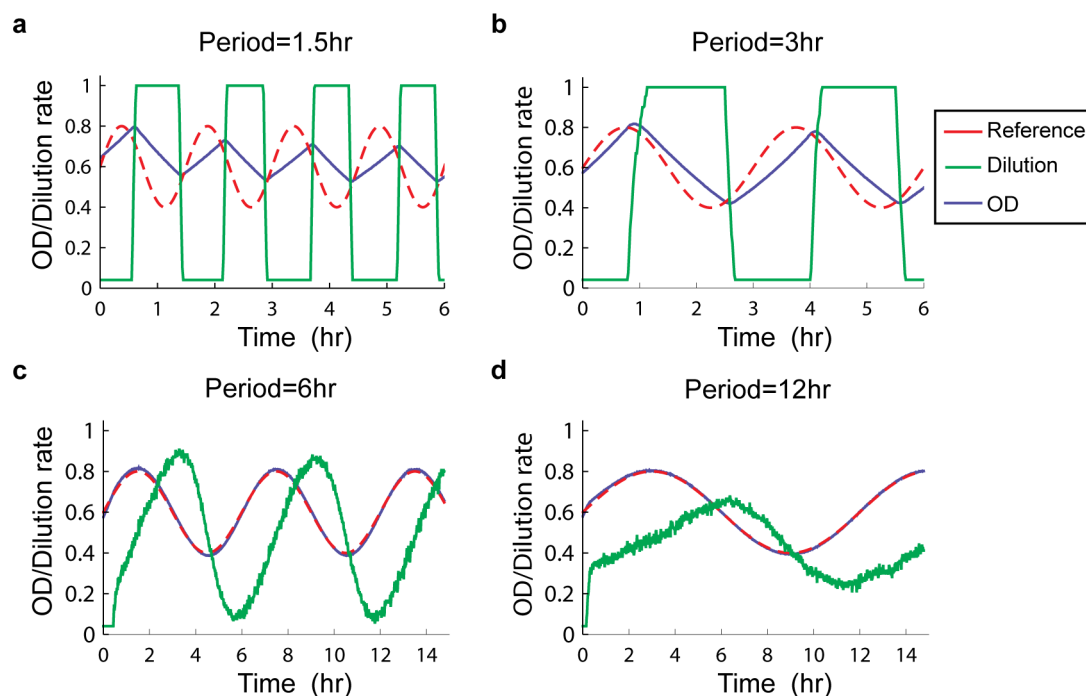 a
Period=1.5hr
OD/Dilution rate
1
0.8
0.6
0.4
0.2
0
0 1 2 3 4 5 6
Time (hr)
b
Period=3hr
OD/Dilution rate
1
0.8
0.6
0.4
0.2
0
0 1 2 3 4 5 6
Time (hr)
Reference
Dilution
OD
c
Period=6hr
OD/Dilution rate
1
0.8
0.6
0.4
0.2
0
0 2 4 6 8 10 12 14
Time (hr)
d
Period=12hr
OD/Dilution rate
1
0.8
0.6
0.4
0.2
0
0 2 4 6 8 10 12 14
Time (hr)